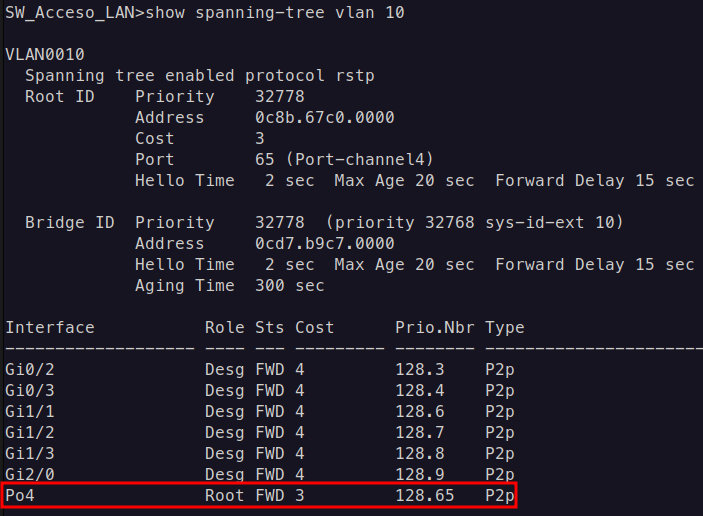 SW_Acceso_LAN>show spanning-tree vlan 10
VLAN0010
  Spanning tree enabled protocol rstp
  Root ID    Priority    32778
             Address     0c8b.67c0.0000
             Cost        3
             Port        65 (Port-channel4)
             Hello Time   2 sec  Max Age 20 sec  Forward Delay 15 sec
  Bridge ID  Priority    32778  (priority 32768 sys-id-ext 10)
             Address     0cd7.b9c7.0000
             Hello Time   2 sec  Max Age 20 sec  Forward Delay 15 sec
             Aging Time  300 sec
Interface           Role Sts Cost      Prio.Nbr Type
------------------- ---- --- --------- -------- ----------------------
Gi0/2               Desg FWD 4         128.3    P2p
Gi0/3               Desg FWD 4         128.4    P2p
Gi1/1               Desg FWD 4         128.6    P2p
Gi1/2               Desg FWD 4         128.7    P2p
Gi1/3               Desg FWD 4         128.8    P2p
Gi2/0               Desg FWD 4         128.9    P2p
Po4                 Root FWD 3         128.65   P2p